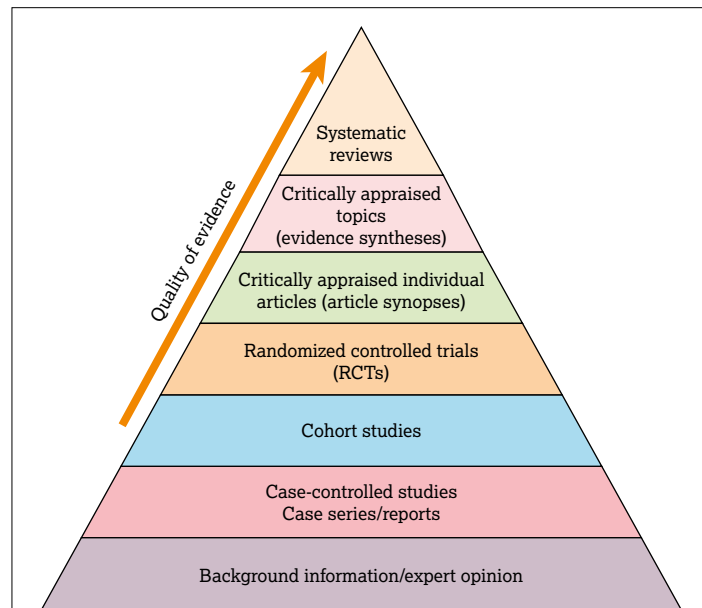 Systematic
reviews
Critically appraised
topics
(evidence syntheses)
Critically appraised individual
articles (article synopses)
Randomized controlled trials
(RCTs)
Cohort studies
Case-controlled studies
Case series/reports
Background information/expert opinion
Quality of evidence